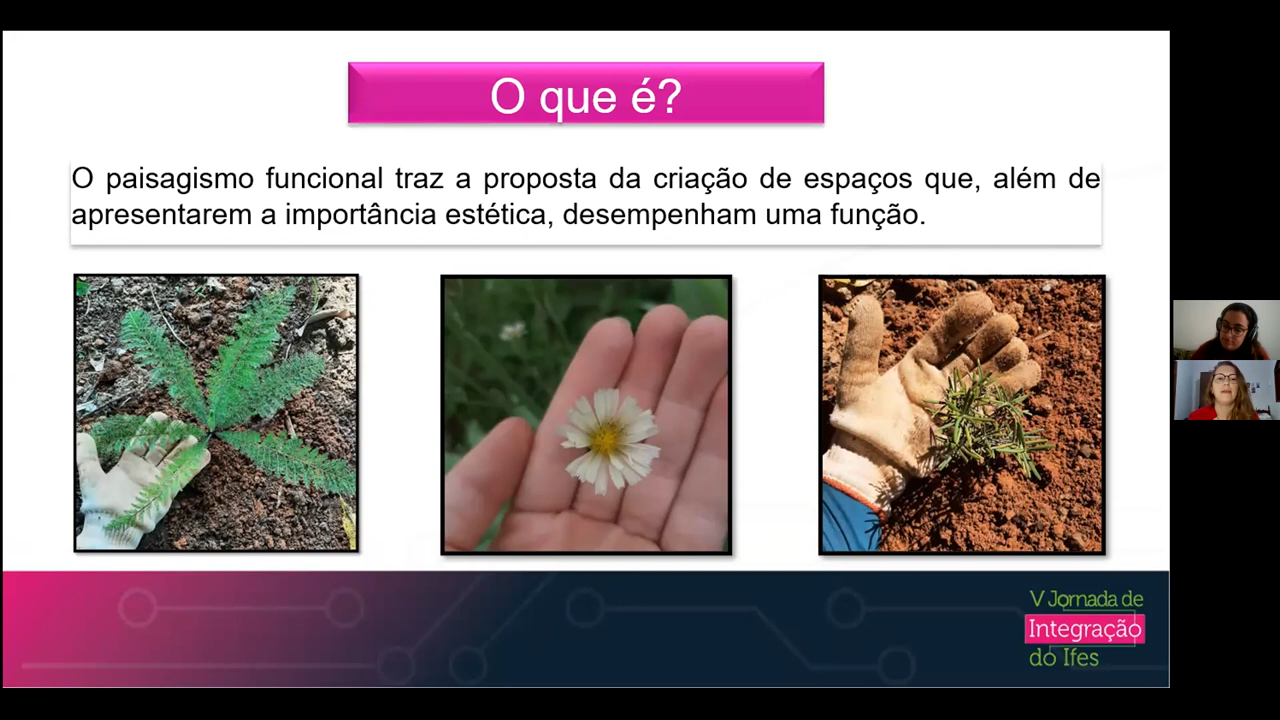 O que é?
O paisagismo funcional traz a proposta da criação de espaços que, além de
apresentarem a importância estética, desempenham uma função.
V Jornada de
Integração
do Ifes